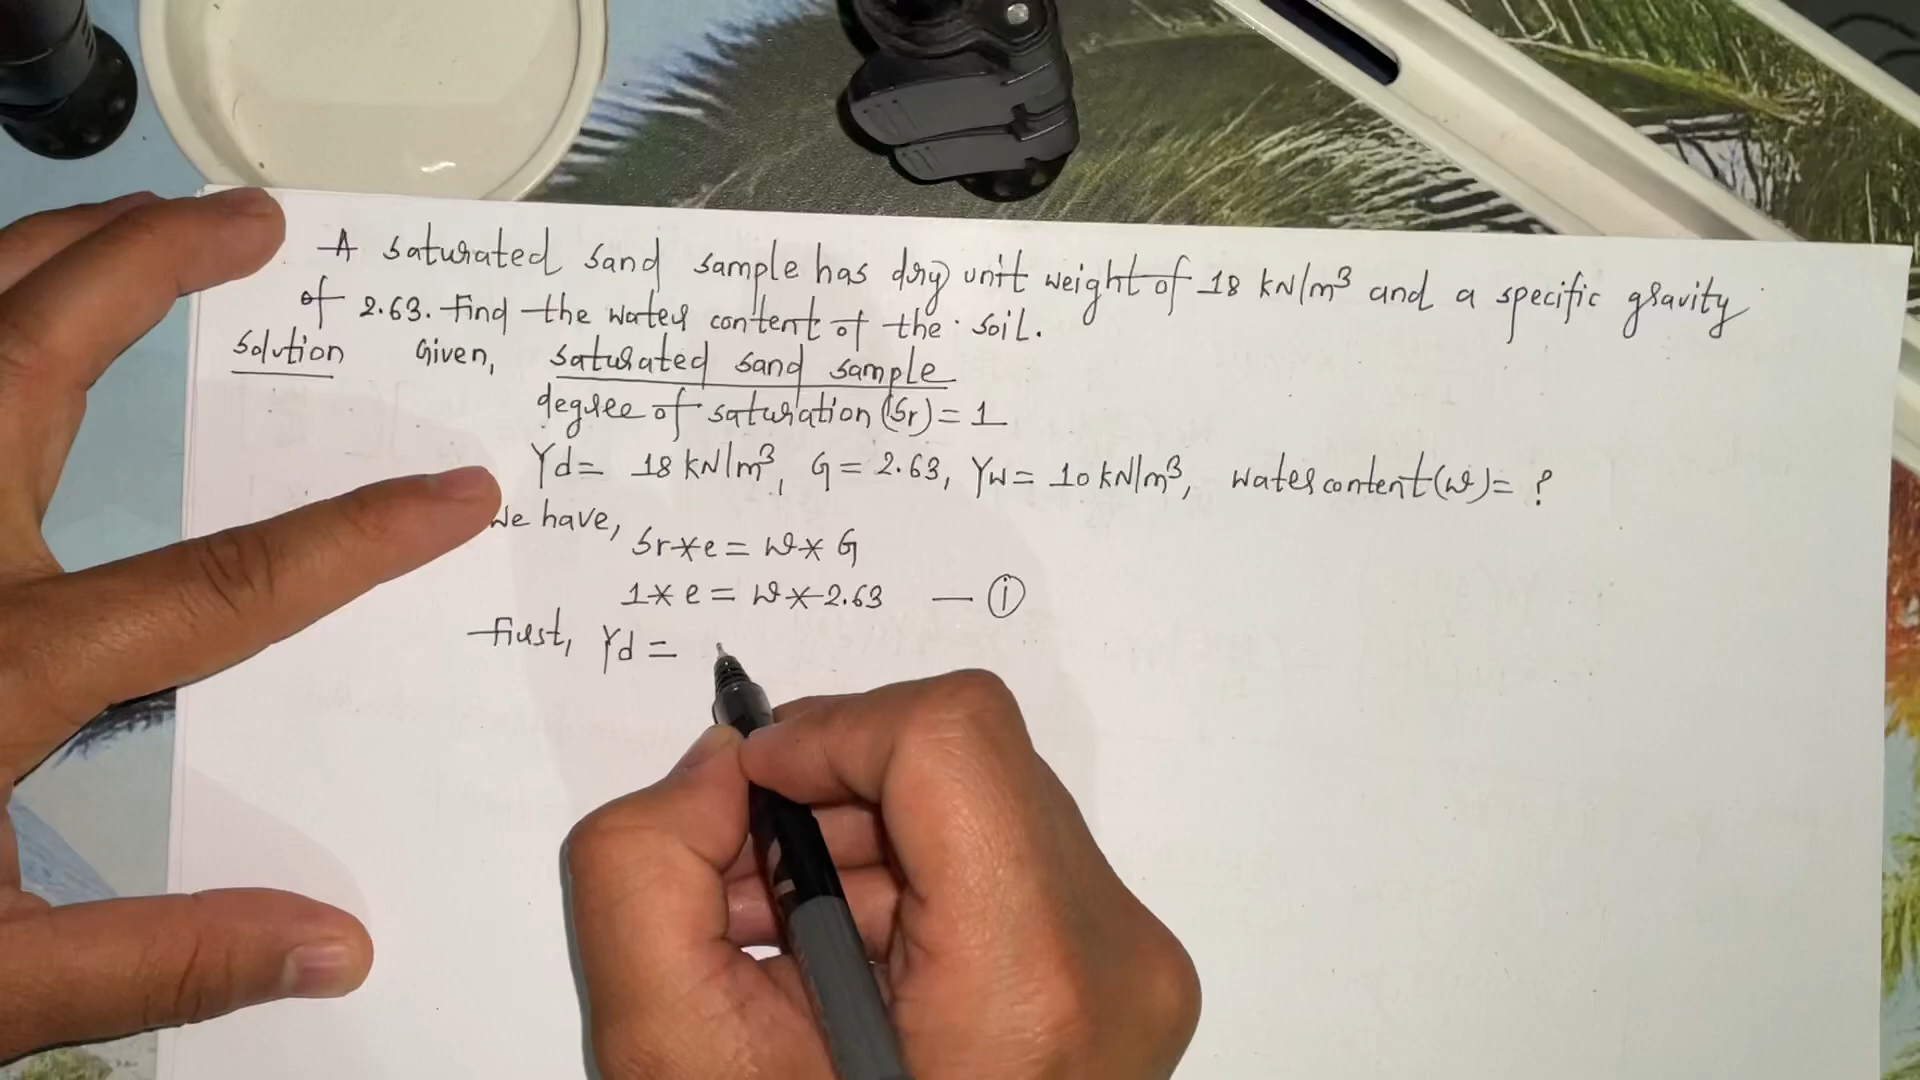 A saturated sand sample has dry unit weight of 18 kN/m³ and a specific gravity
of 2.63. Find the water content of the soil.
Solution Given, saturated sand sample
degree of saturation (Sr) = 1
γd = 18 kN/m³, G = 2.63, γw = 10 kN/m³, water content (w) = ?
We have,
Sr * e = w * G
1 * e = w * 2.63 — ⓘ
First, γd =